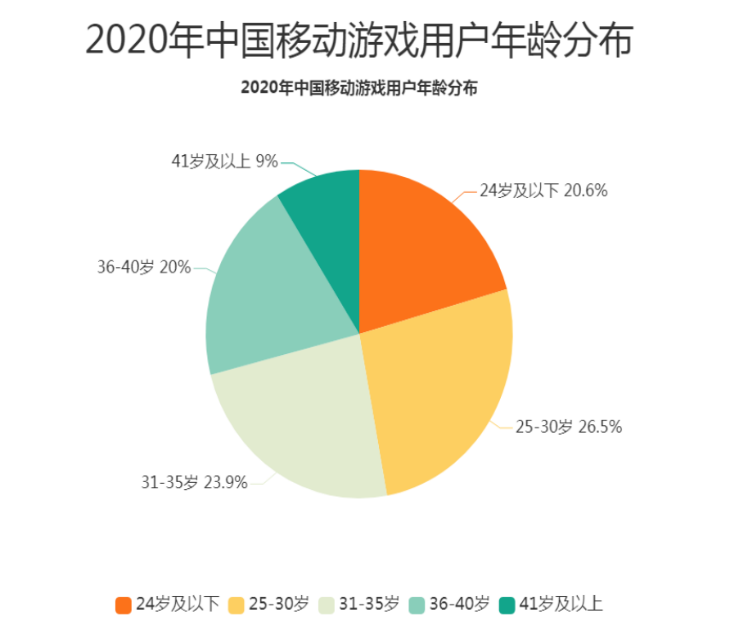 2020年中国移动游戏用户年龄分布
2020年中国移动游戏用户年龄分布
41岁及以上 9%
24岁及以下 20.6%
36-40岁 20%
25-30岁 26.5%
31-35岁 23.9%
24岁及以下 25-30岁 31-35岁 36-40岁 41岁及以上